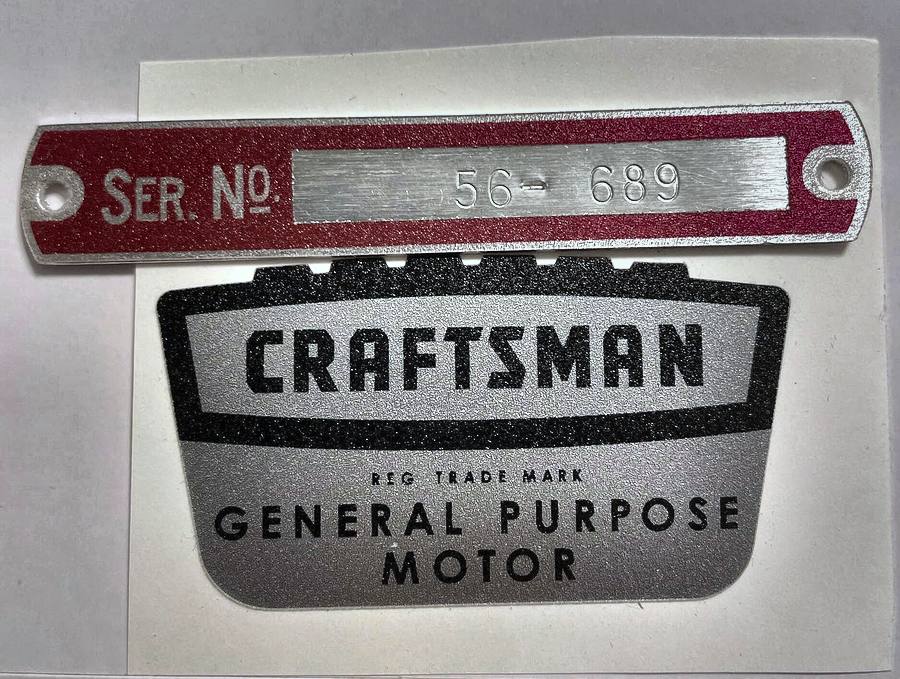 SER. No. 56- 689
CRAFTSMAN
REG TRADE MARK
GENERAL PURPOSE
MOTOR